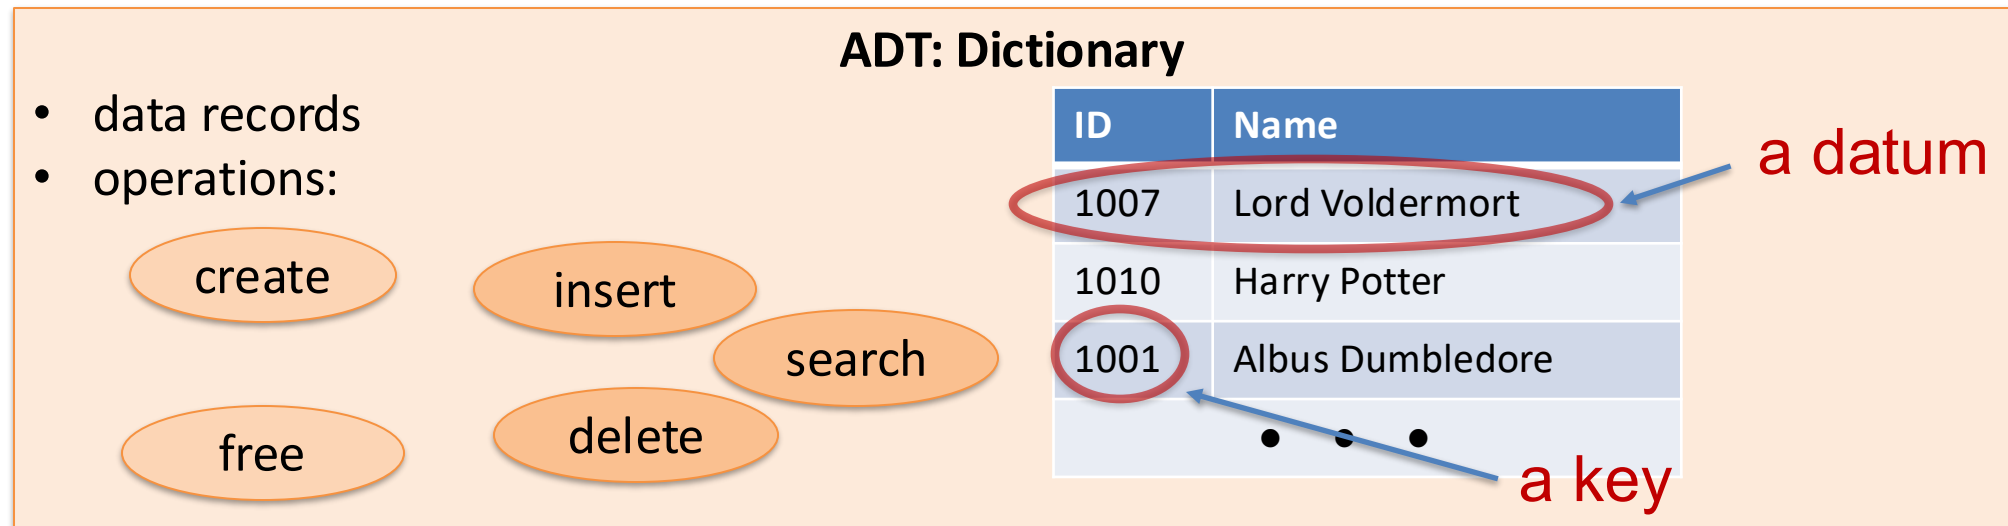 ADT: Dictionary
• data records
• operations:
create
insert
search
free
delete
ID Name
1007 Lord Voldermort
1010 Harry Potter
1001 Albus Dumbledore
• • •
a datum
a key